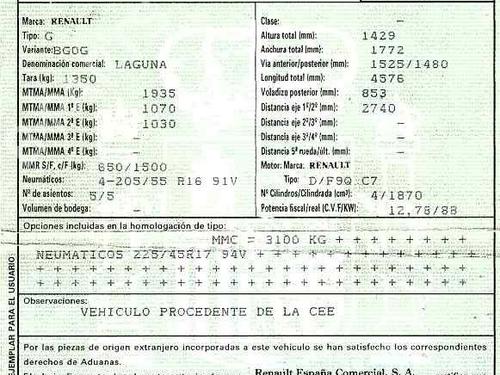 Marca: RENAULT
Tipo: G
Variante: BG0G
Denominación comercial: LAGUNA
Tara (kg): 1350
MTMA/MMA (Kg): 1935
MTMA/MMA 1º E (kg): 1070
MTMA/MMA 2º E (kg): 1030
MTMA/MMA 3º E (kg): -
MTMA/MMA 4º E (kg): -
MMR S/F, c/F (kg): 650/1500
Neumáticos: 4-205/55 R16 91V
Nº de asientos: 5/5
Volumen de bodega: -
Clase: -
Altura total (mm): 1429
Anchura total (mm): 1772
Via anterior/posterior (mm): 1525/1480
Longitud total (mm): 4576
Voladizo posterior (mm): 853
Distancia eje 1º/2º (mm): 2740
Distancia eje 2º/3º (mm): -
Distancia eje 3º/4º (mm): -
Distancia 5ª rueda/últ. (mm): -
Motor: Marca: RENAULT
Tipo: D/F9Q C7
Nº Cilindros/Cilindrada (cm³): 4/1870
Potencia fiscal/real (C.V.F/KW): 12,78/88
Opciones incluidas en la homologación de tipo:
MMC = 3100 KG + + + + + + + +
NEUMATICOS 225/45R17 94V + + + + + + + + + +
+ + + + + + + + + + + + + + + + + + + + + + +
+ + + + + + + + + + + + + + + + + + + + + + +
Observaciones:
VEHICULO PROCEDENTE DE LA CEE
Por las piezas de origen extranjero incorporadas a este vehículo se han satisfecho los correspondientes
derechos de Aduanas.
Renault España Comercial, S. A.
EJEMPLAR PARA EL USUARIO: